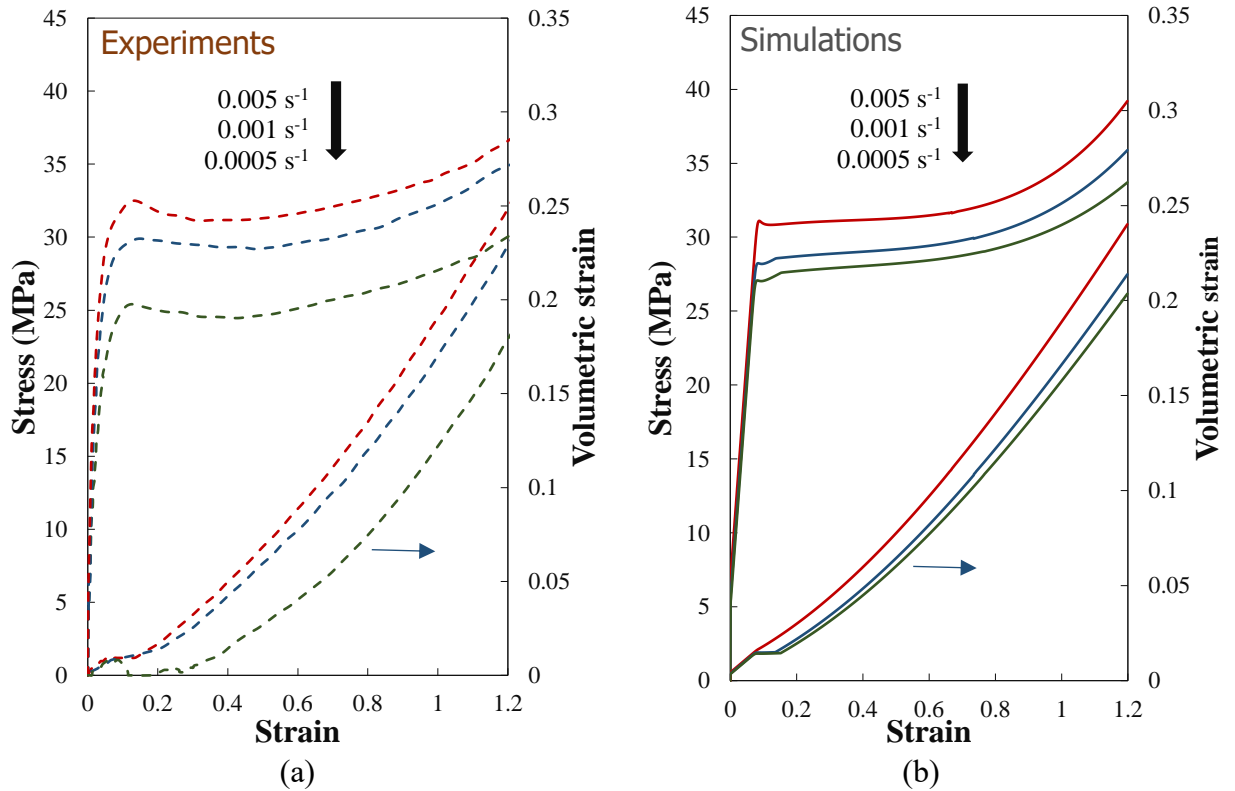 Experiments
0.005 s⁻¹
0.001 s⁻¹
0.0005 s⁻¹
45
40
35
30
25
20
15
10
5
0
Stress (MPa)
0.35
0.3
0.25
0.2
0.15
0.1
0.05
0
Volumetric strain
0 0.2 0.4 0.6 0.8 1 1.2
Strain
(a)
Simulations
0.005 s⁻¹
0.001 s⁻¹
0.0005 s⁻¹
45
40
35
30
25
20
15
10
5
0
Stress (MPa)
0.35
0.3
0.25
0.2
0.15
0.1
0.05
0
Volumetric strain
0 0.2 0.4 0.6 0.8 1 1.2
Strain
(b)